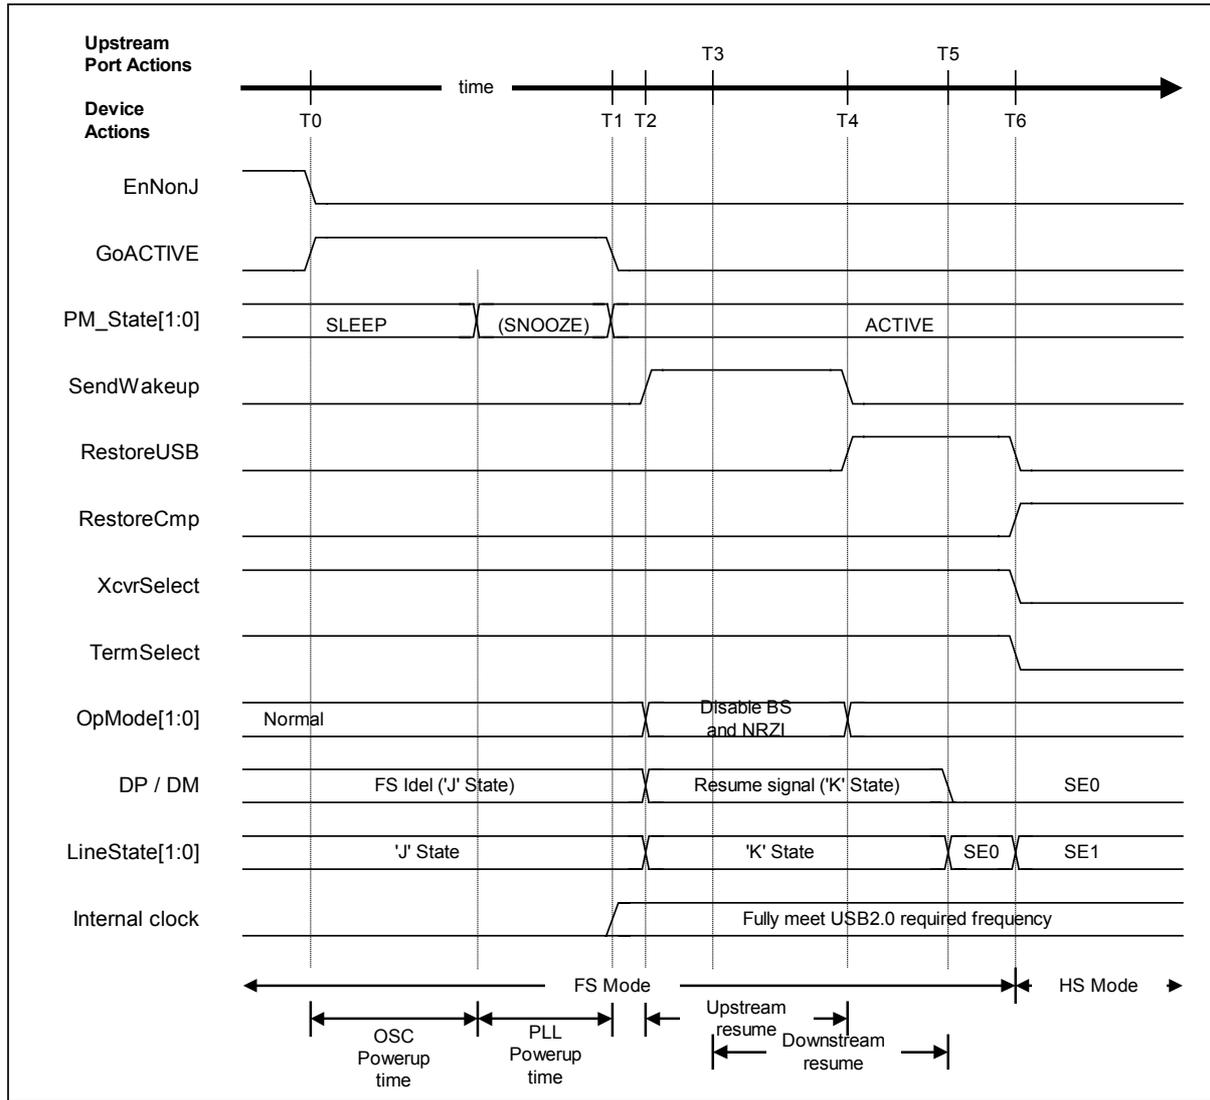 Upstream
Port Actions
T3
T5
time
Device
Actions
T0
T1
T2
T4
T6
EnNonJ
GoACTIVE
PM_State[1:0]
SLEEP
(SNOOZE)
ACTIVE
SendWakeup
RestoreUSB
RestoreCmp
XcvrSelect
TermSelect
OpMode[1:0]
Normal
Disable BS
and NRZI
DP / DM
FS Idel ('J' State)
Resume signal ('K' State)
SE0
LineState[1:0]
'J' State
'K' State
SE0
SE1
Internal clock
Fully meet USB2.0 required frequency
FS Mode
HS Mode
OSC
Powerup
time
PLL
Powerup
time
Upstream
resume
Downstream
resume